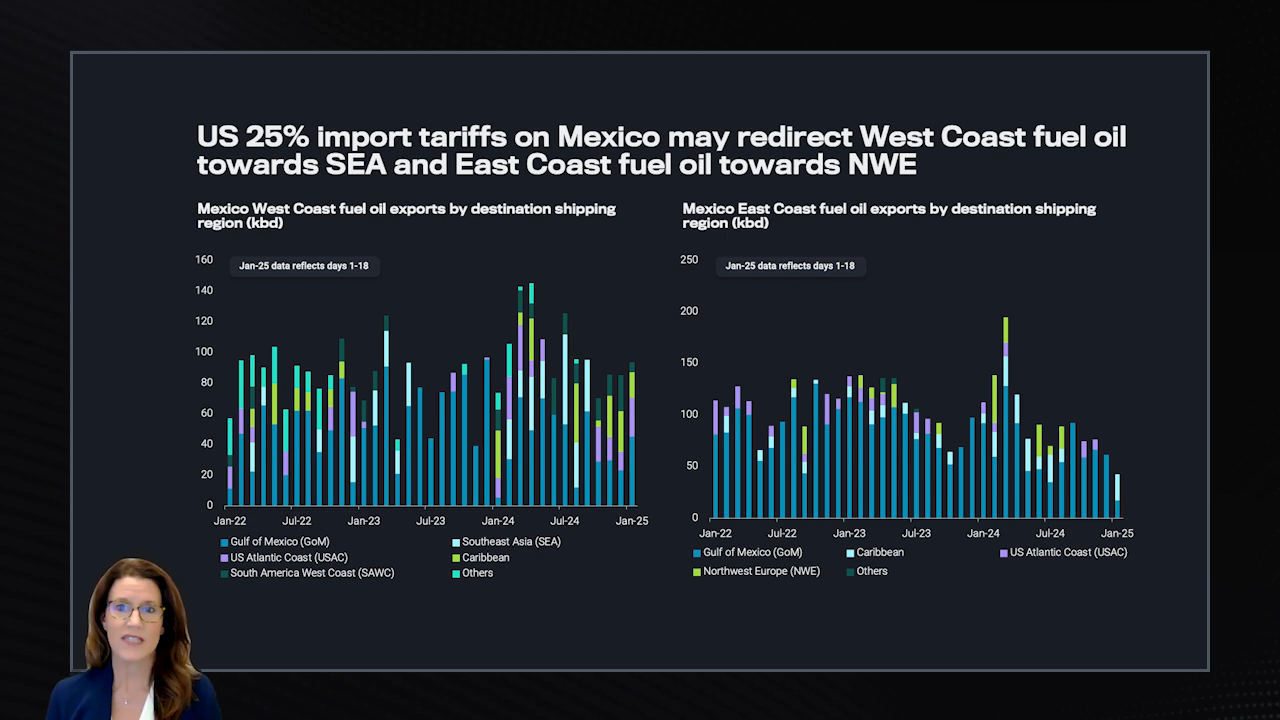 US 25% import tariffs on Mexico may redirect West Coast fuel oil
towards SEA and East Coast fuel oil towards NWE
Mexico West Coast fuel oil exports by destination shipping
region (kbd)
160
Jan-25 data reflects days 1-18
140
120
100
80
60
40
20
0
Jan-22
Jul-22
Jan-23
Jul-23
Jan-24
Jul-24
Jan-25
Gulf of Mexico (GoM)
Southeast Asia (SEA)
US Atlantic Coast (USAC)
Caribbean
South America West Coast (SAWC)
Others
Mexico East Coast fuel oil exports by destination shipping
region (kbd)
250
Jan-25 data reflects days 1-18
200
150
100
50
0
Jan-22
Jul-22
Jan-23
Jul-23
Jan-24
Jul-24
Jan-25
Gulf of Mexico (GoM)
Caribbean
US Atlantic Coast (USAC)
Northwest Europe (NWE)
Others